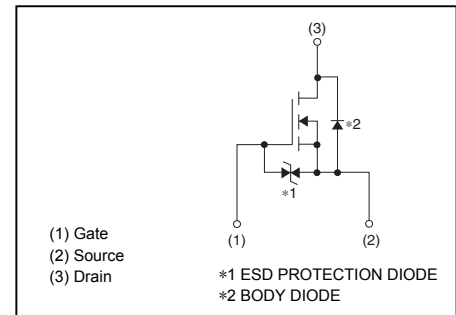 (3)
∗2
∗1
(1) Gate
(2) Source
(3) Drain
(1)
(2)
∗1 ESD PROTECTION DIODE
∗2 BODY DIODE